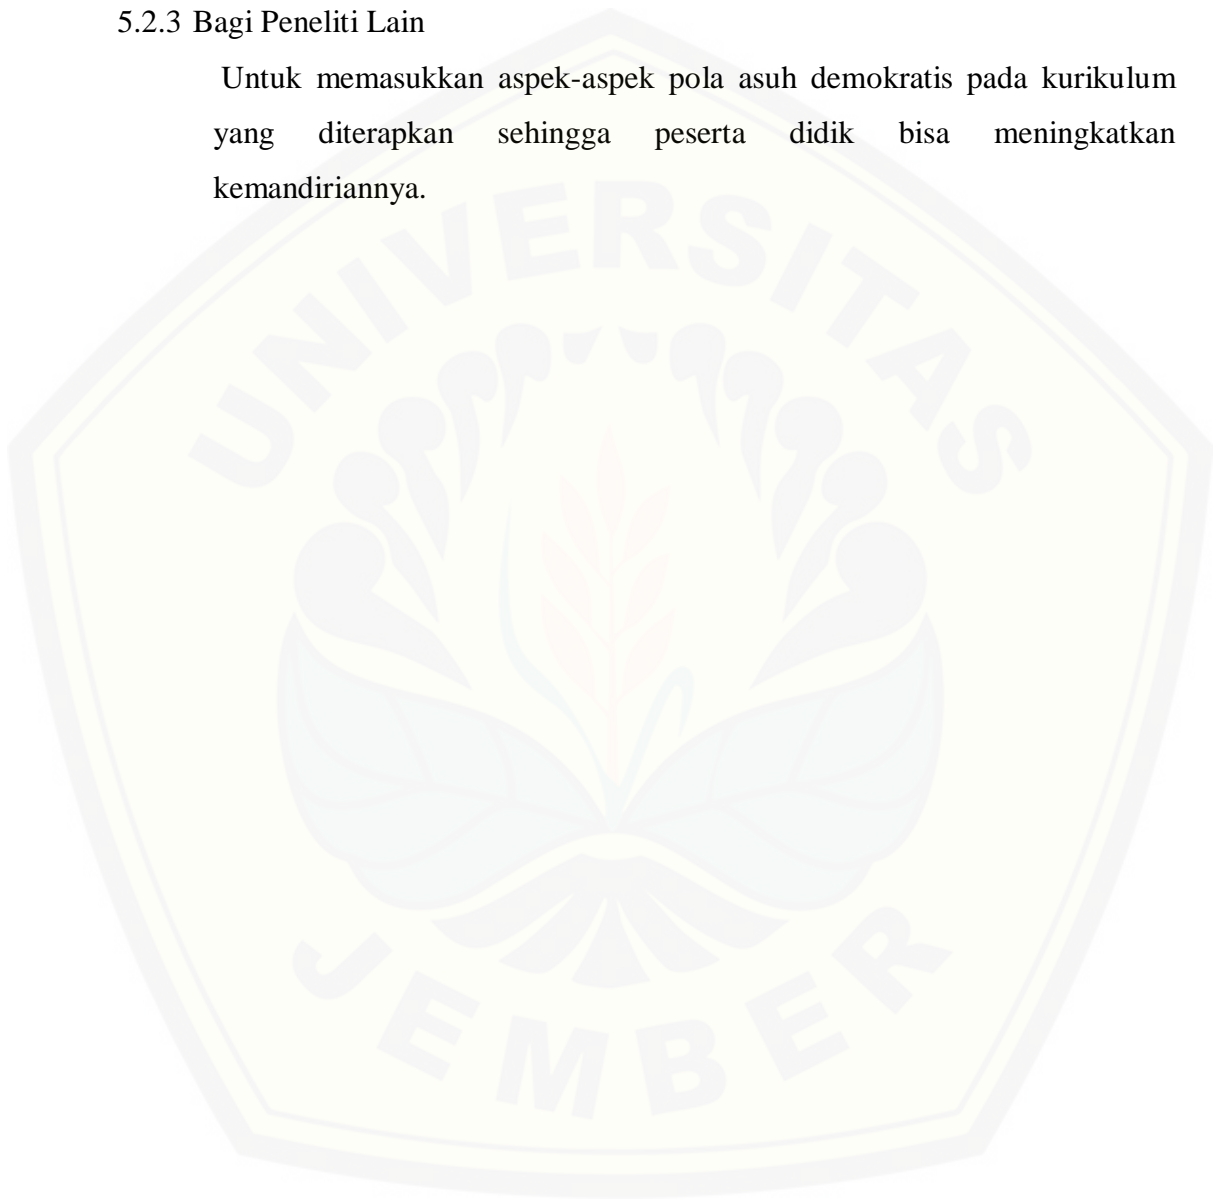 5.2.3 Bagi Peneliti Lain
Untuk memasukkan aspek-aspek pola asuh demokratis pada kurikulum
yang diterapkan sehingga peserta didik bisa meningkatkan
kemandiriannya.
UNIVERSITAS
JEMBER